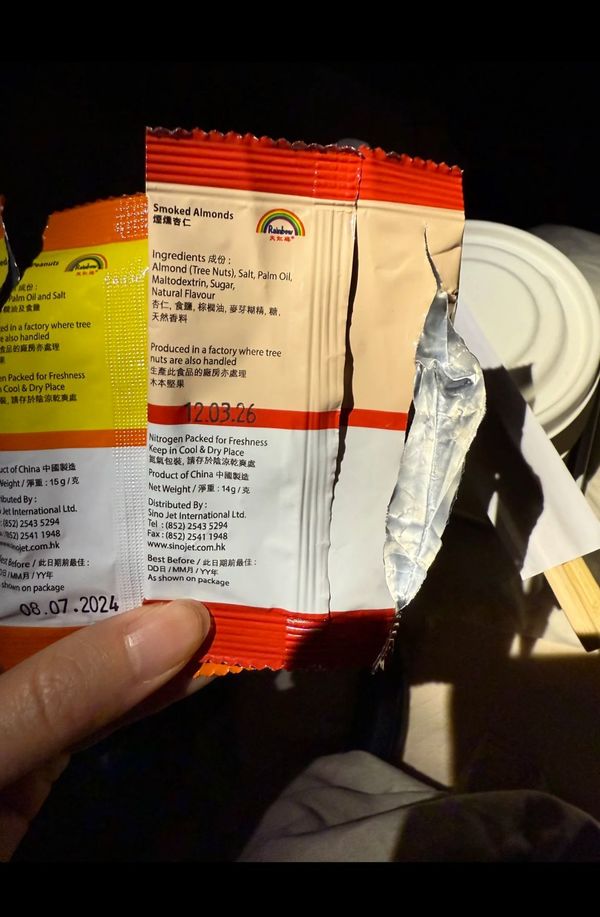 Smoked Almonds
煙燻杏仁
Rainbow
天虹牌
Ingredients 成份 :
Almond (Tree Nuts), Salt, Palm Oil,
Maltodextrin, Sugar,
Natural Flavour
杏仁, 食鹽, 棕櫚油, 麥芽糊精, 糖,
天然香料
Produced in a factory where tree
nuts are also handled
生產此食品的廠房亦處理
木本堅果
12.03.26
Nitrogen Packed for Freshness
Keep in Cool & Dry Place
氮氣包裝, 請存於陰涼乾爽處
Product of China 中國製造
Net Weight / 淨重 : 14g / 克
Distributed By :
Sino Jet International Ltd.
Tel : (852) 2543 5294
Fax : (852) 2541 1948
www.sinojet.com.hk
Best Before / 此日期前最佳 :
DD日 / MM月 / YY年
As shown on package
Peanuts
Rainbow
成份 :
Palm Oil and Salt
油及食鹽
in a factory where tree
also handled
食品的廠房亦處理
Packed for Freshness
Cool & Dry Place
請存於陰涼乾爽處
of China 中國製造
Weight / 淨重 : 15g / 克
By :
Jet International Ltd.
(852) 2543 5294
(852) 2541 1948
www.sinojet.com.hk
Before / 此日期前最佳 :
DD日 / MM月 / YY年
shown on package
08.07.2024